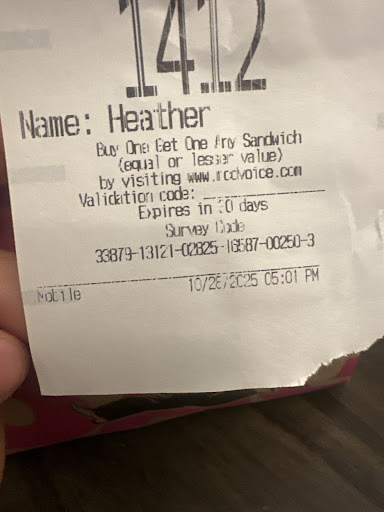 1412
Name: Heather
Buy One Get One Any Sandwich
(equal or lesser value)
by visiting www.mcdvoice.com
Validation code:
Expires in 30 days
Survey Code
33879-13121-02825-16587-00250-3
Mobile 10/28/2025 05:01 PM